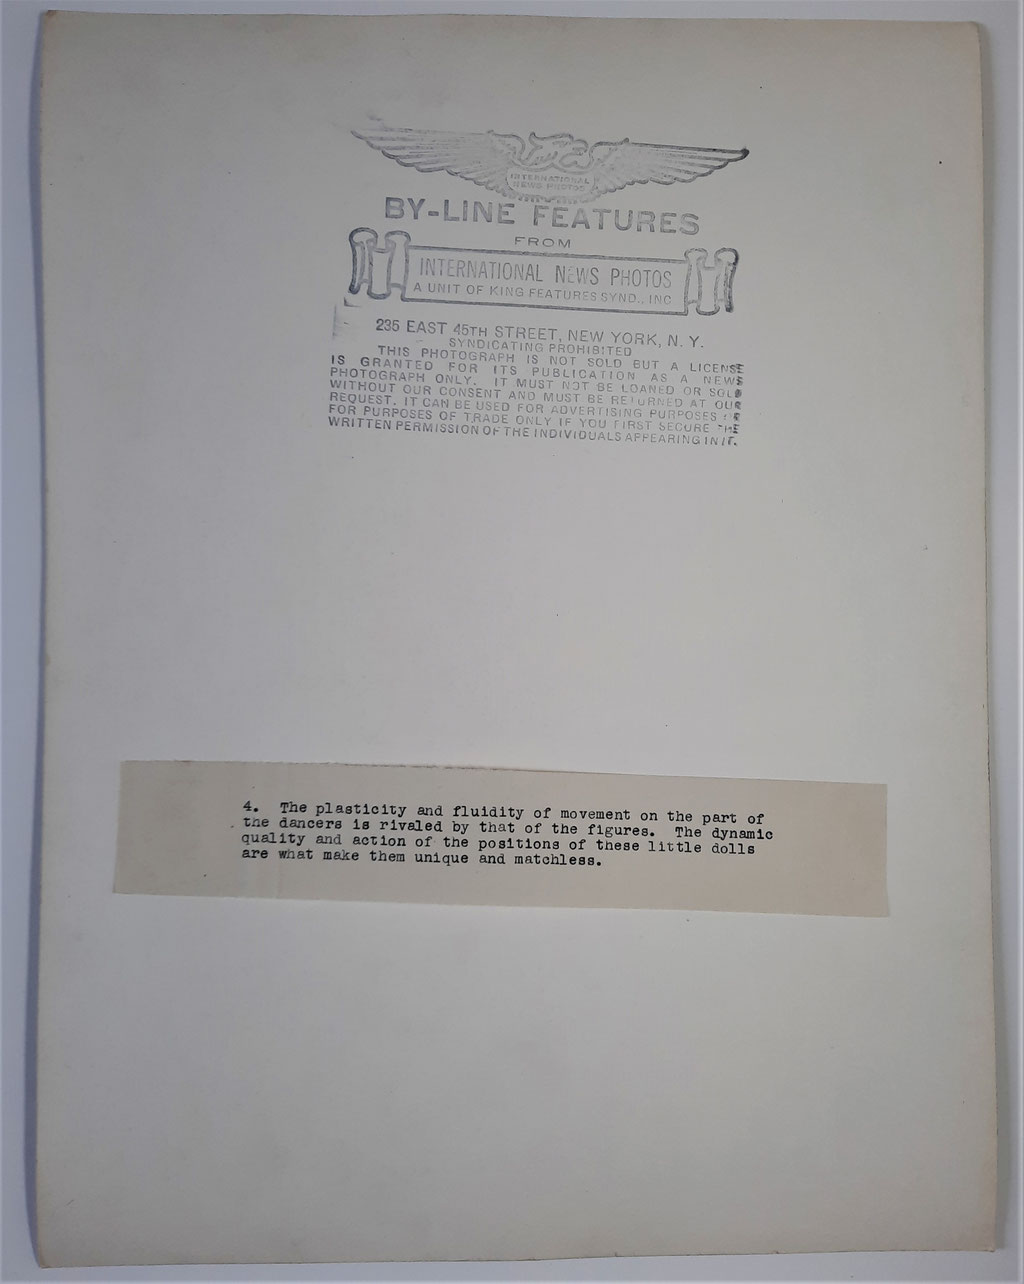 INTERNATIONAL
NEWS PHOTOS
BY-LINE FEATURES
FROM
INTERNATIONAL NEWS PHOTOS
A UNIT OF KING FEATURES SYND., INC
235 EAST 45TH STREET, NEW YORK, N. Y.
SYNDICATING PROHIBITED
THIS PHOTOGRAPH IS NOT SOLD BUT A LICENSE
IS GRANTED FOR ITS PUBLICATION AS A NEWS
PHOTOGRAPH ONLY. IT MUST NOT BE LOANED OR SOLD
WITHOUT OUR CONSENT AND MUST BE RETURNED AT OUR
REQUEST. IT CAN BE USED FOR ADVERTISING PURPOSES OR
FOR PURPOSES OF TRADE ONLY IF YOU FIRST SECURE THE
WRITTEN PERMISSION OF THE INDIVIDUALS APPEARING IN IT.
4. The plasticity and fluidity of movement on the part of
the dancers is rivaled by that of the figures. The dynamic
quality and action of the positions of these little dolls
are what make them unique and matchless.